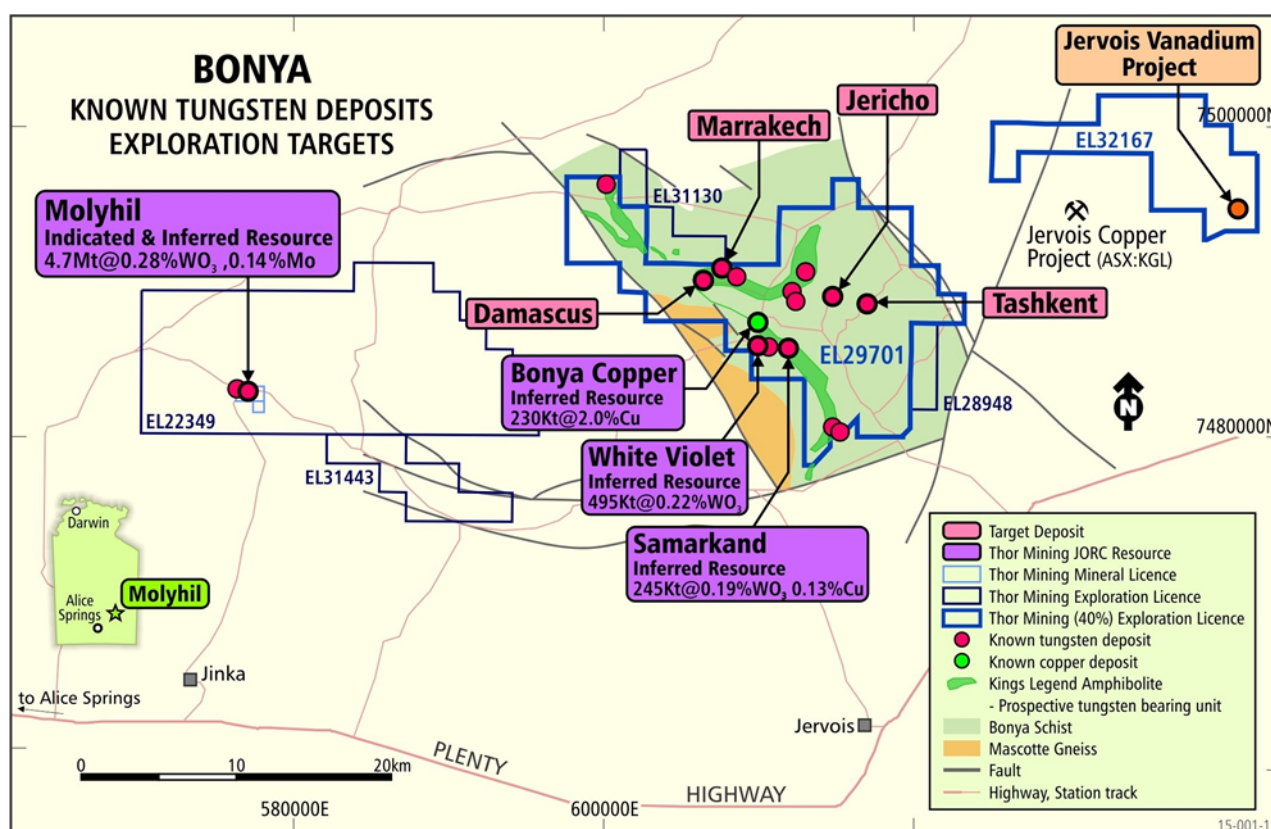 BONYA
KNOWN TUNGSTEN DEPOSITS
EXPLORATION TARGETS
Jervois Vanadium
Project
Jericho
Marrakech
7500000N
EL32167
EL31130
Molyhil
Indicated & Inferred Resource
4.7Mt@0.28%WO₃ ,0.14%Mo
Jervois Copper
Project (ASX:KGL)
Damascus
Tashkent
EL29701
Bonya Copper
Inferred Resource
230Kt@2.0%Cu
EL28948
N
EL22349
7480000N
White Violet
Inferred Resource
495Kt@0.22%WO₃
EL31443
Samarkand
Inferred Resource
245Kt@0.19%WO₃ 0.13%Cu
Darwin
Alice
Springs
Molyhil
Jinka
to Alice Springs
Jervois
PLENTY
HIGHWAY
0
10
20km
580000E
600000E
Target Deposit
Thor Mining JORC Resource
Thor Mining Mineral Licence
Thor Mining Exploration Licence
Thor Mining (40%) Exploration Licence
Known tungsten deposit
Known copper deposit
Kings Legend Amphibolite
- Prospective tungsten bearing unit
Bonya Schist
Mascotte Gneiss
Fault
Highway, Station track
15-001-1